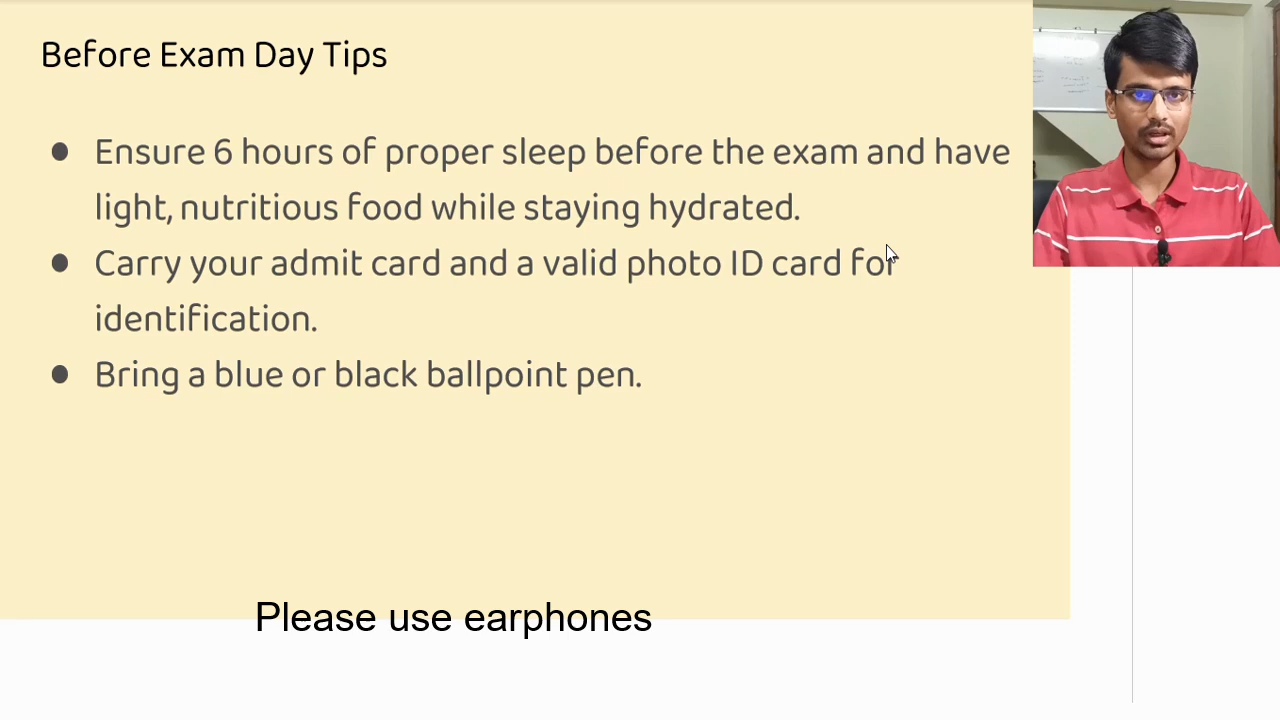 Before Exam Day Tips
● Ensure 6 hours of proper sleep before the exam and have
light, nutritious food while staying hydrated.
● Carry your admit card and a valid photo ID card for
identification.
● Bring a blue or black ballpoint pen.
Please use earphones